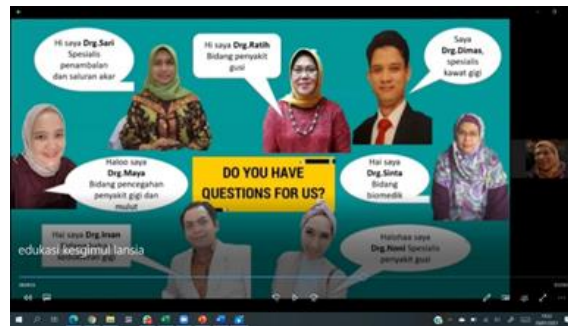 Hi saya Drg.Sari
Spesialis
penambalan
dan saluran akar
Hi saya Drg.Ratih
Bidang penyakit
gusi
Saya
Drg.Dimas,
spesialis
kawat gigi
Haloo saya
Drg.Maya
Bidang pencegahan
penyakit gigi dan
mulut
DO YOU HAVE
QUESTIONS FOR US?
Hai saya
Drg.Sinta
Bidang
biomedik
Hai saya Drg.Irsan
gigi
edukasi kesgimul lansia
Halohaa saya
Drg.Noni Spesialis
penyakit gusi